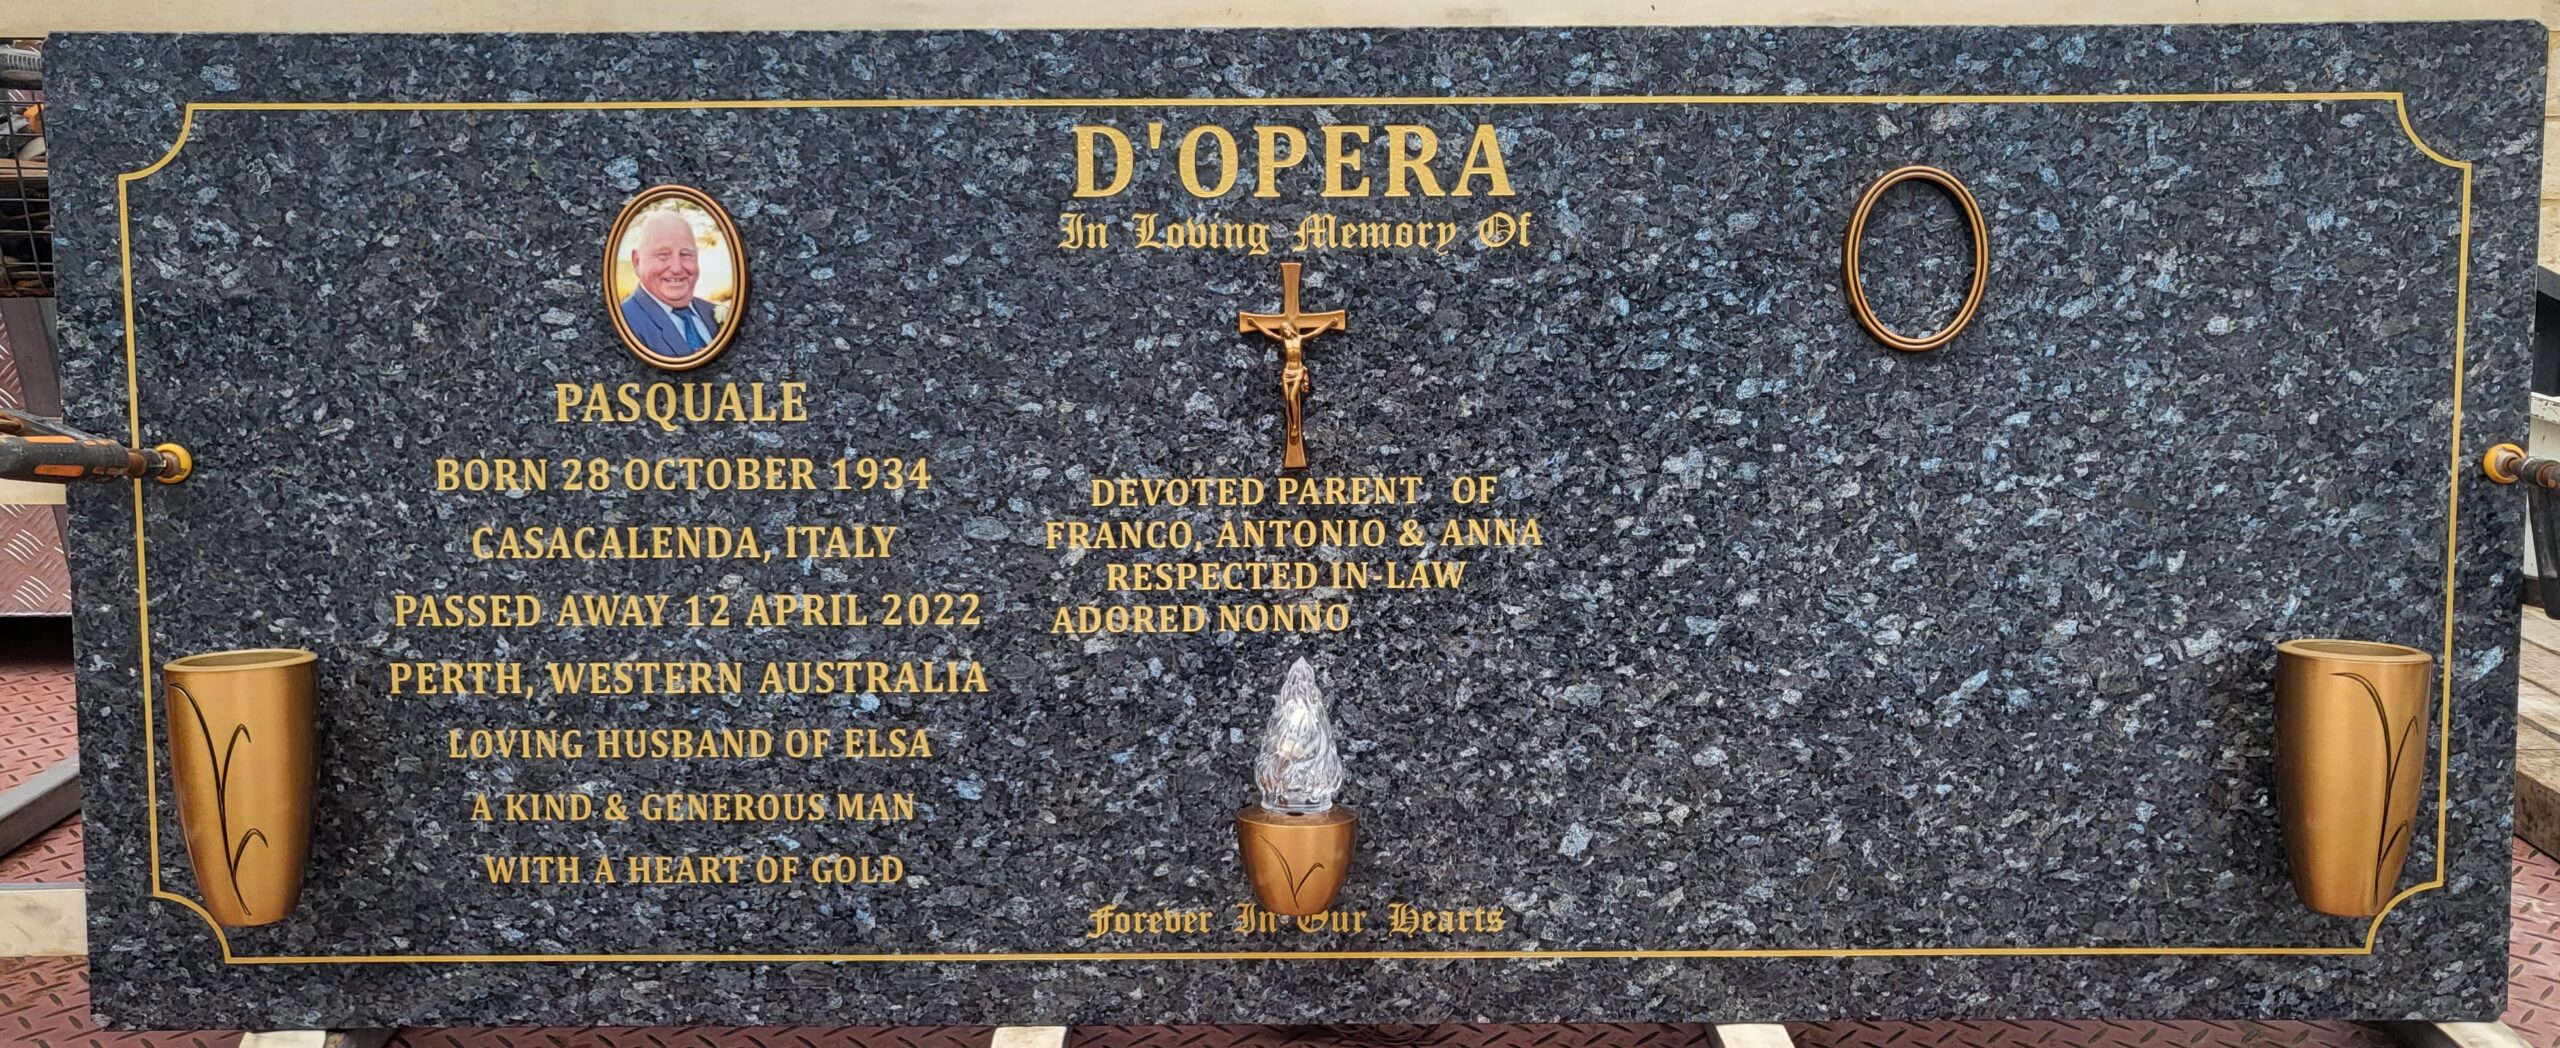 D'OPERA
In Loving Memory Of
PASQUALE
BORN 28 OCTOBER 1934
CASACALENDA, ITALY
PASSED AWAY 12 APRIL 2022
PERTH, WESTERN AUSTRALIA
LOVING HUSBAND OF ELSA
A KIND & GENEROUS MAN
WITH A HEART OF GOLD
DEVOTED PARENT OF
FRANCO, ANTONIO & ANNA
RESPECTED IN-LAW
ADORED NONNO
Forever In Our Hearts